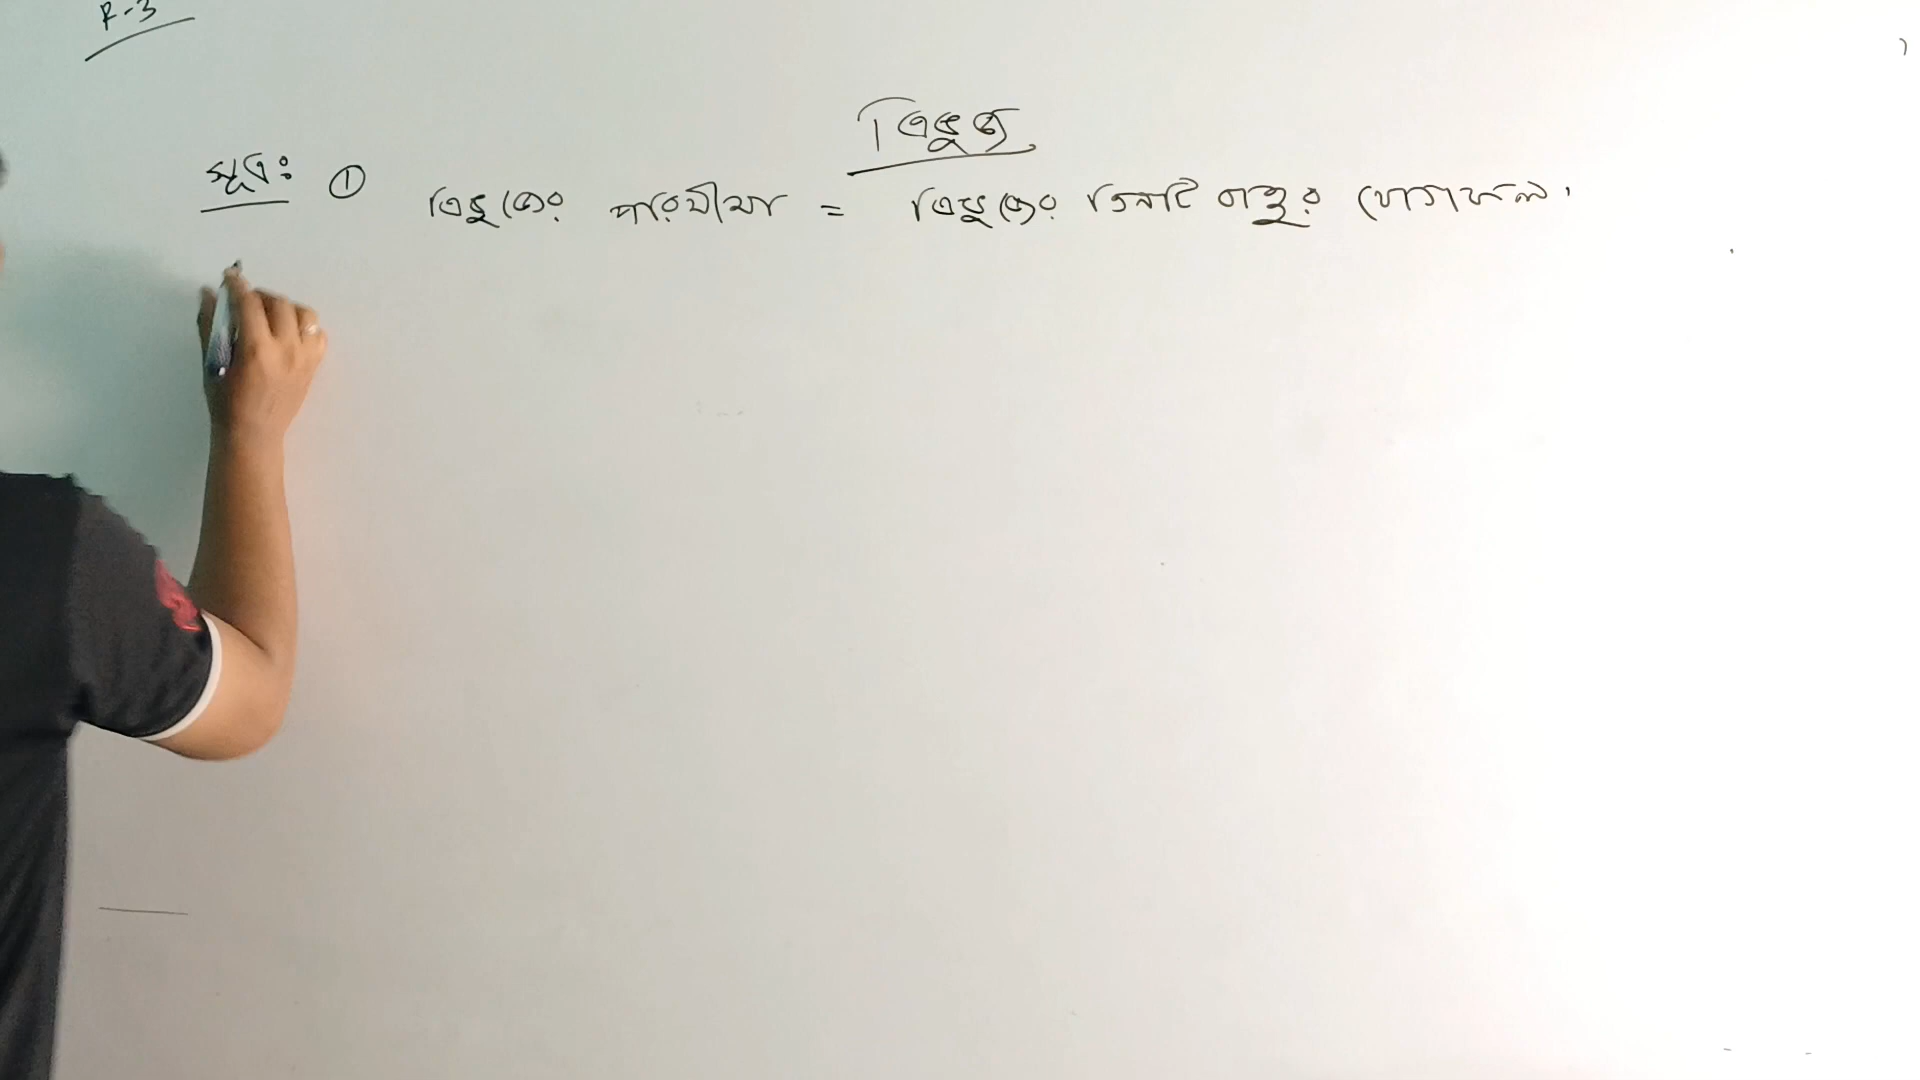 R-3
ত্রিভুজ
সূত্রঃ ① ত্রিভুজের পরিসীমা = ত্রিভুজের তিনটি বাহুর যোগফল।